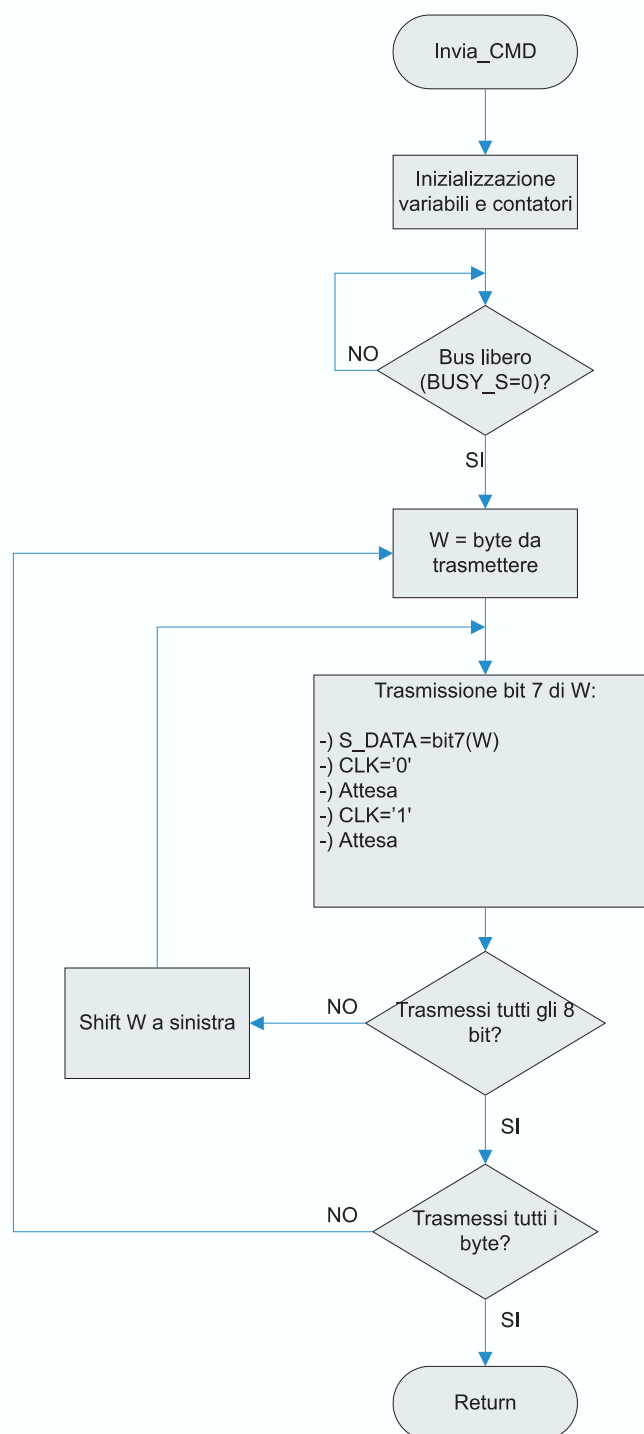 Invia_CMD
Inizializzazione
variabili e contatori
NO
Bus libero
(BUSY_S=0)?
SI
W = byte da
trasmettere
Trasmissione bit 7 di W:
-) S_DATA =bit7(W)
-) CLK='0'
-) Attesa
-) CLK='1'
-) Attesa
Shift W a sinistra
NO
Trasmessi tutti gli 8
bit?
SI
NO
Trasmessi tutti i
byte?
SI
Return